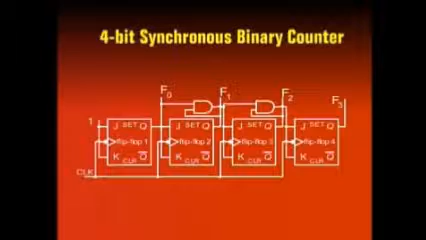 4-bit Synchronous Binary Counter
F0 F1 F2 F3
1 J SET Q J SET Q J SET Q J SET Q
flip-flop 1 flip-flop 2 flip-flop 3 flip-flop 4
K CLR Q K CLR Q K CLR Q K CLR Q
CLK